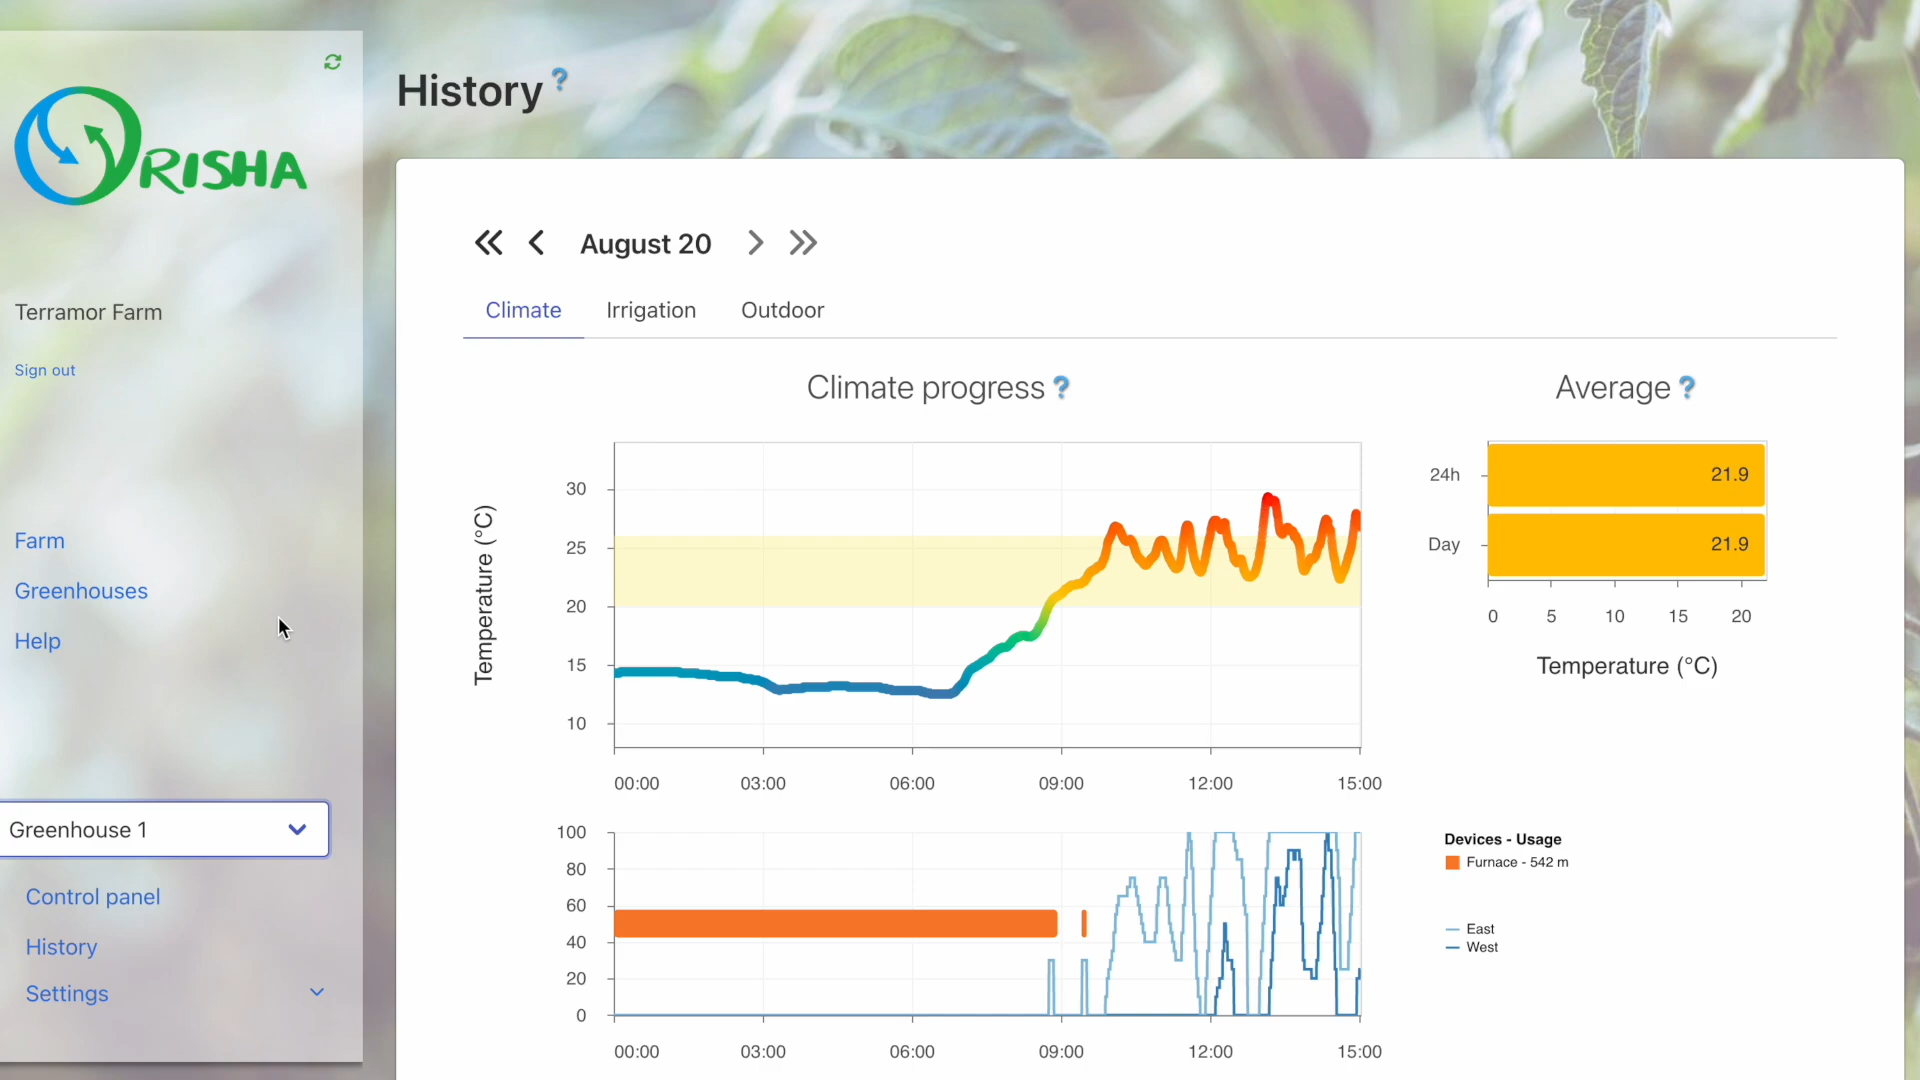 ORISHA
Terramor Farm
Sign out
Farm
Greenhouses
Help
Greenhouse 1
Control panel
History
Settings
History ?
August 20
Climate Irrigation Outdoor
Climate progress ?
Temperature (°C)
30
25
20
15
10
00:00 03:00 06:00 09:00 12:00 15:00
100
80
60
40
20
0
00:00 03:00 06:00 09:00 12:00 15:00
Average ?
24h 21.9
Day 21.9
0 5 10 15 20
Temperature (°C)
Devices - Usage
Furnace - 542 m
East
West